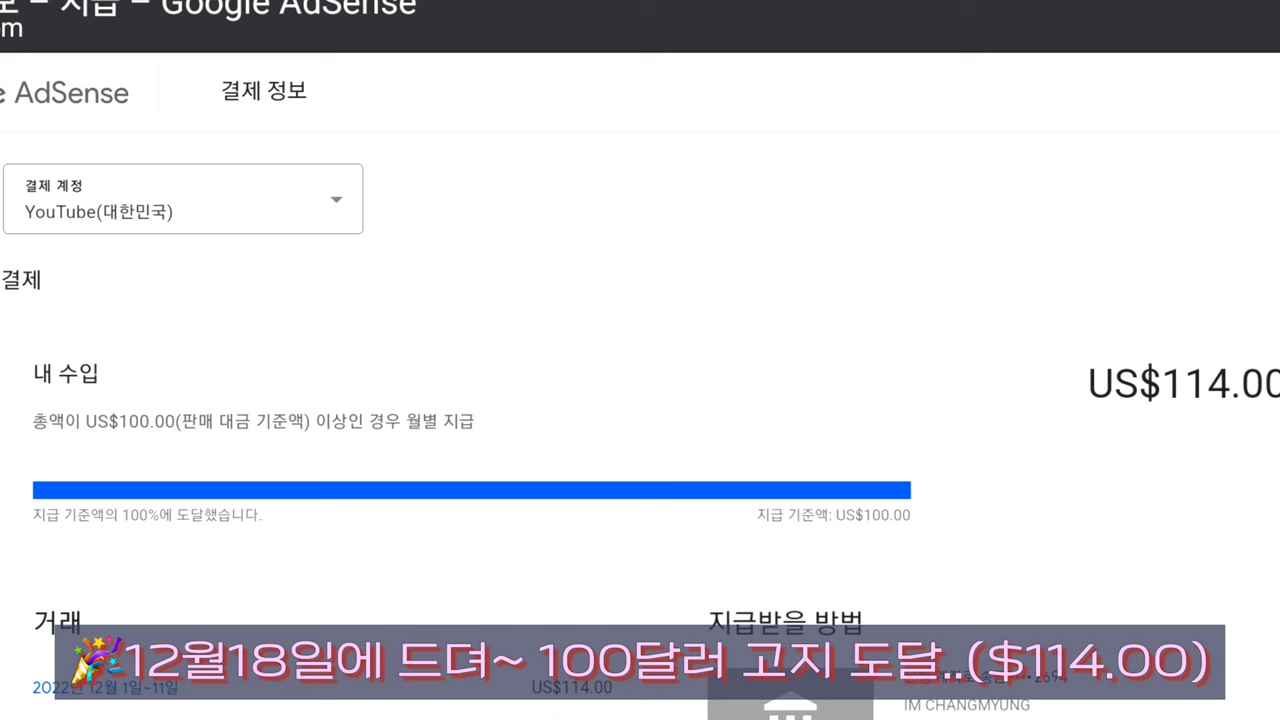 지급 – Google AdSense
om
AdSense
결제 정보
결제 계정
YouTube(대한민국)
결제
내 수입
US$114.00
총액이 US$100.00(판매 대금 기준액) 이상인 경우 월별 지급
지급 기준액의 100%에 도달했습니다.
지급 기준액: US$100.00
거래
지급받을 방법
🎉12월18일에 드뎌~ 100달러 고지 도달..($114.00)
2022년 12월 1일~11일
US$114.00
IM CHANGMYUNG